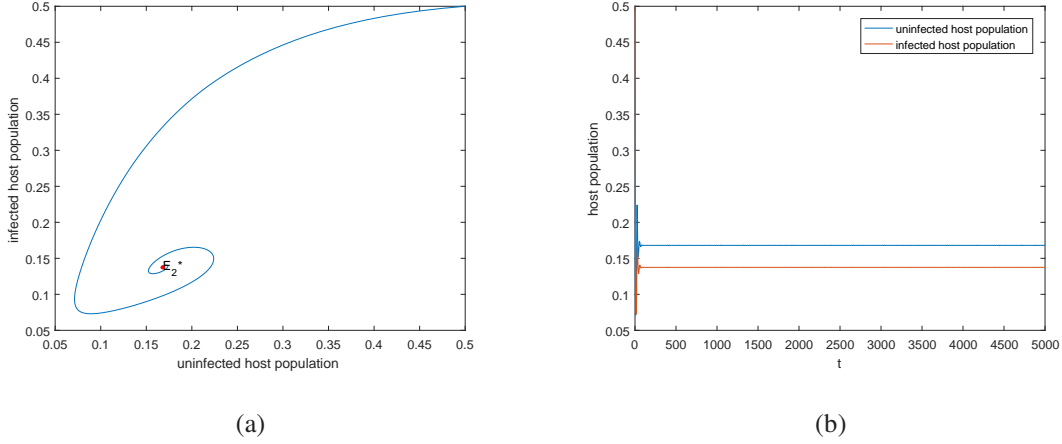 0.5
0.45
0.4
0.35
0.3
0.25
0.2
0.15
0.1
0.05
infected host population
E2*
0.05 0.1 0.15 0.2 0.25 0.3 0.35 0.4 0.45 0.5
uninfected host population
(a)
0.5
0.45
0.4
0.35
0.3
0.25
0.2
0.15
0.1
0.05
host population
uninfected host population
infected host population
0 500 1000 1500 2000 2500 3000 3500 4000 4500 5000
t
(b)